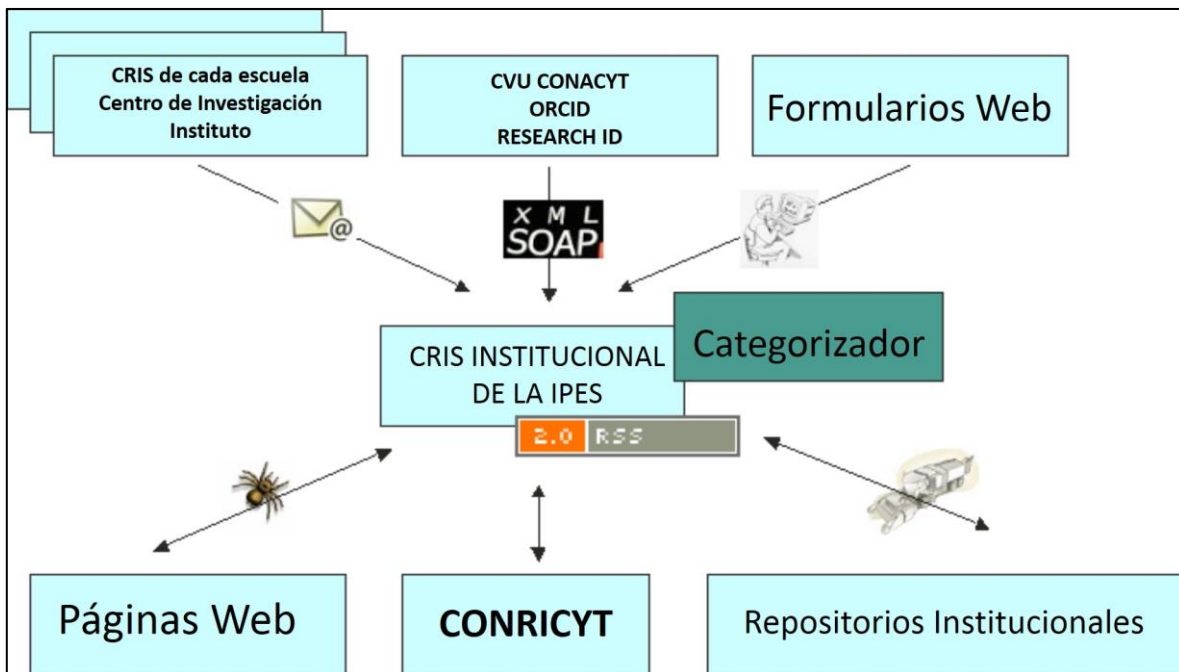 CRIS de cada escuela
Centro de Investigación
Instituto
CVU CONACYT
ORCID
RESEARCH ID
Formularios Web
@
X M L
SOAP
CRIS INSTITUCIONAL
DE LA IPES
Categorizador
2.0 RSS
Páginas Web
CONRICYT
Repositorios Institucionales